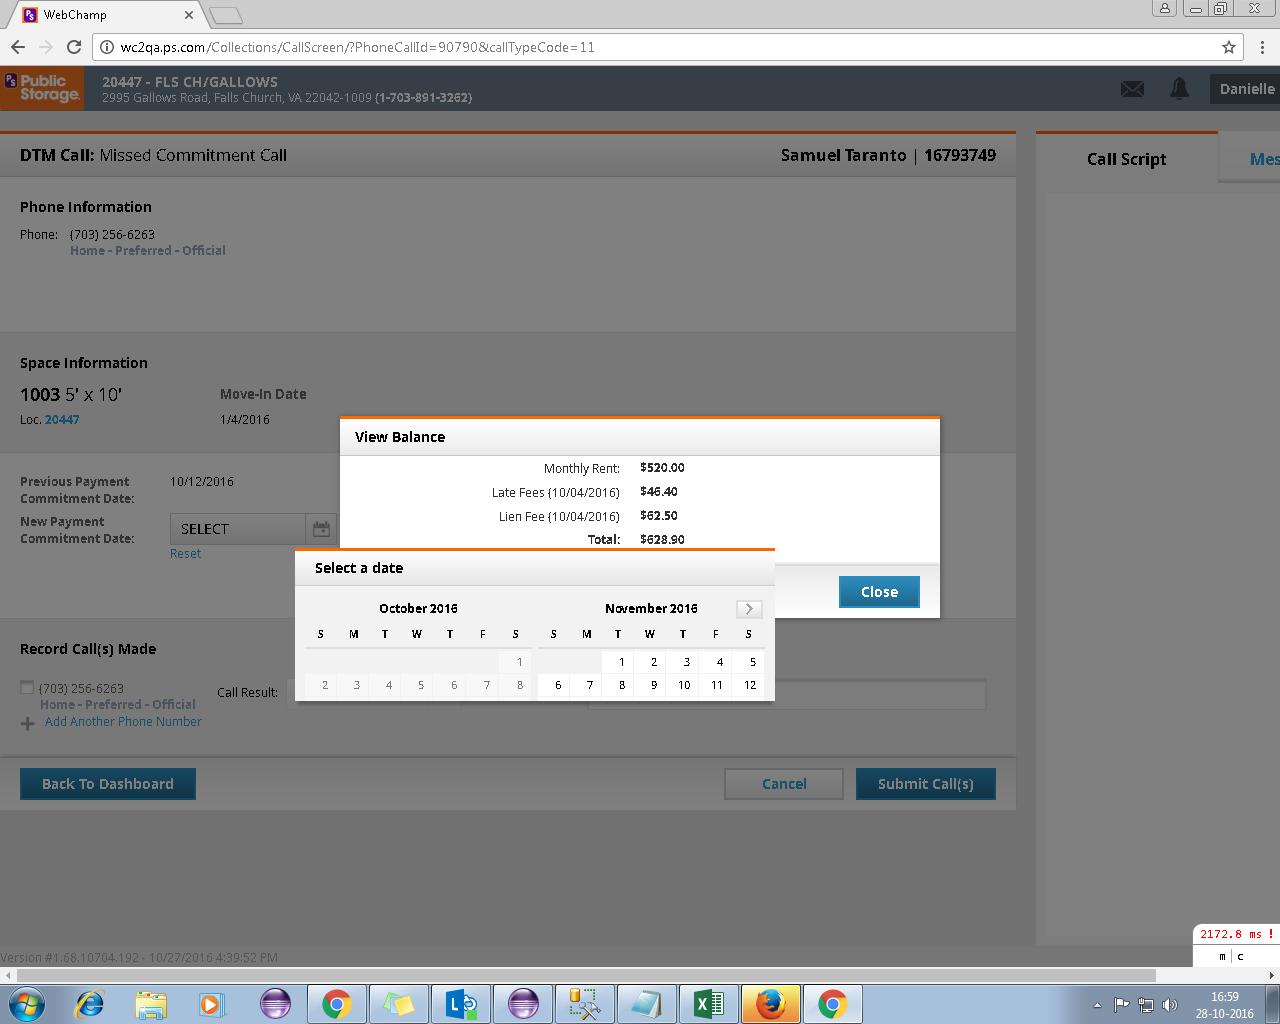 WebChamp
wc2qa.ps.com/Collections/CallScreen/?PhoneCallId=90790&callTypeCode=11
PS Public Storage.
20447 - FLS CH/GALLOWS
2995 Gallows Road, Falls Church, VA 22042-1009 (1-703-891-3262)
Danielle
DTM Call: Missed Commitment Call
Samuel Taranto | 16793749
Call Script
Mes
Phone Information
Phone: (703) 256-6263
Home - Preferred - Official
Space Information
1003 5' x 10'
Move-In Date
Loc. 20447
1/4/2016
Previous Payment Commitment Date:
10/12/2016
New Payment Commitment Date:
SELECT
Reset
View Balance
Monthly Rent: $520.00
Late Fees (10/04/2016) $46.40
Lien Fee (10/04/2016) $62.50
Total: $628.90
Close
Select a date
October 2016
November 2016
S M T W T F S
S M T W T F S
1
1 2 3 4 5
2 3 4 5 6 7 8
6 7 8 9 10 11 12
Record Call(s) Made
(703) 256-6263
Home - Preferred - Official
Call Result:
Add Another Phone Number
Back To Dashboard
Cancel
Submit Call(s)
2172.8 ms !
m | c
Version #1.68.10704.192 - 10/27/2016 4:39:52 PM
16:59
28-10-2016